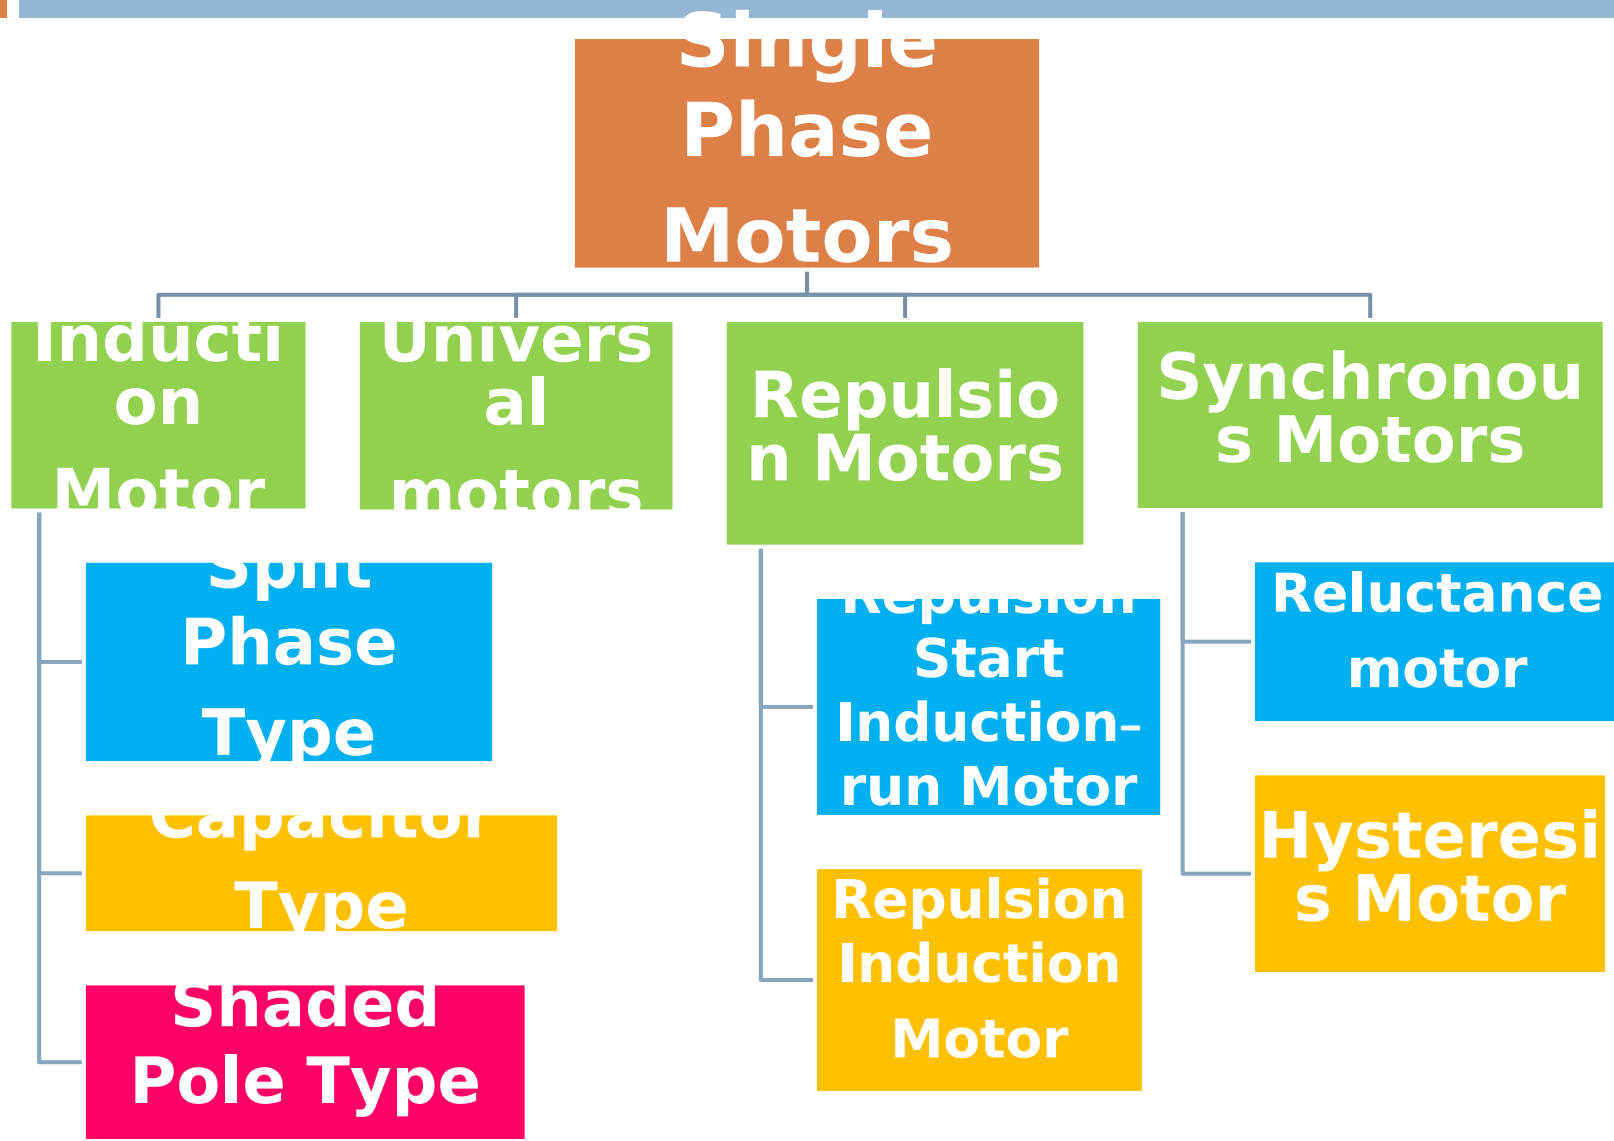 Single
Phase
Motors
Inducti
on
Motor
Univers
al
motors
Repulsio
n Motors
Synchronou
s Motors
Split
Phase
Type
Capacitor
Type
Shaded
Pole Type
Repulsion
Start
Induction–
run Motor
Repulsion
Induction
Motor
Reluctance
motor
Hysteresi
s Motor